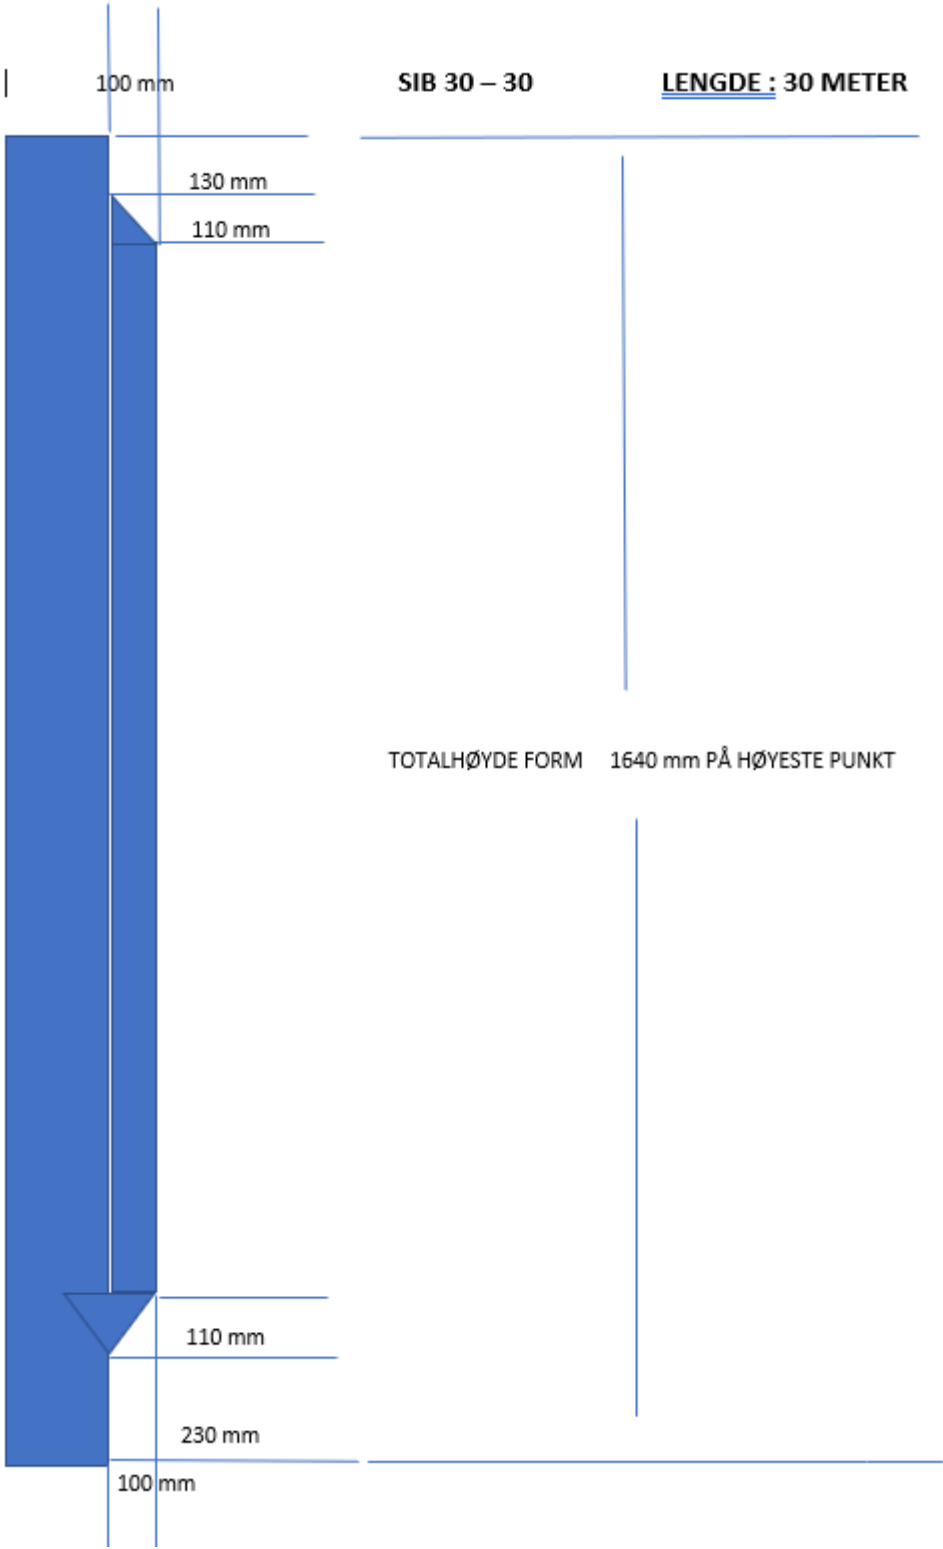 100 mm SIB 30 – 30 LENGDE : 30 METER
130 mm
110 mm
TOTALHØYDE FORM 1640 mm PÅ HØYESTE PUNKT
110 mm
230 mm
100 mm